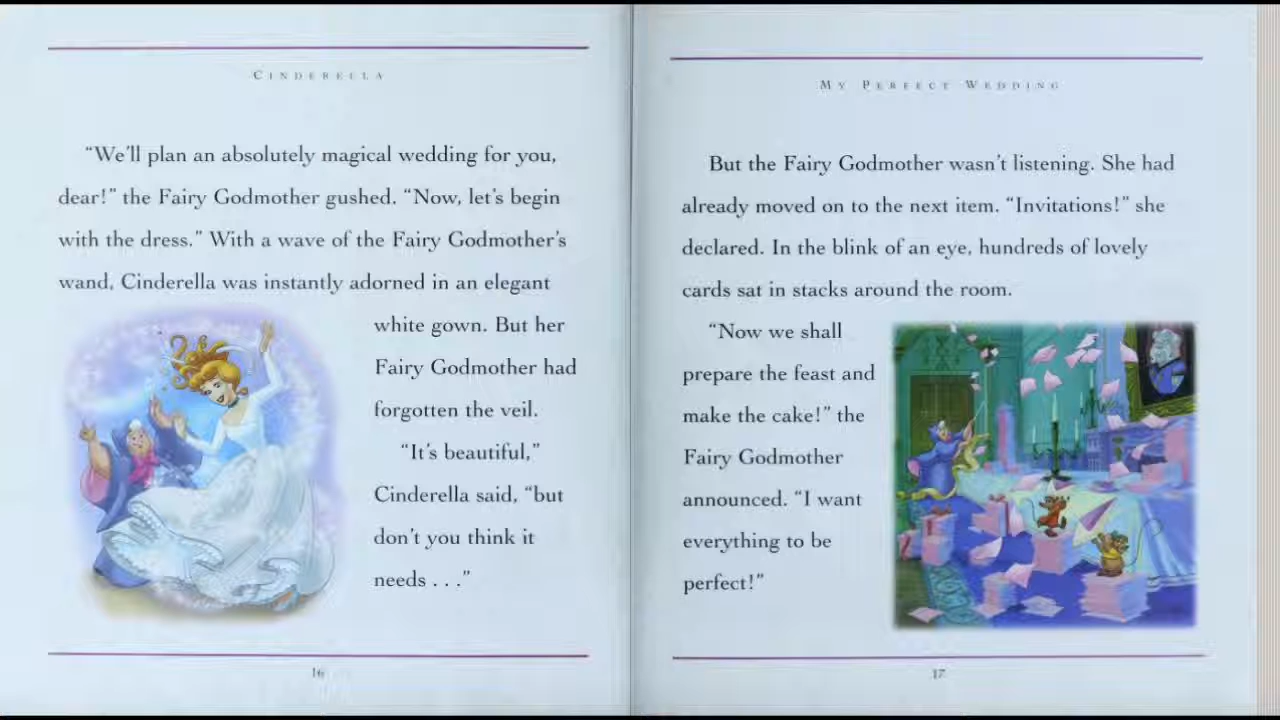 CINDERELLA
“We’ll plan an absolutely magical wedding for you,
dear!” the Fairy Godmother gushed. “Now, let’s begin
with the dress.” With a wave of the Fairy Godmother’s
wand, Cinderella was instantly adorned in an elegant
white gown. But her
Fairy Godmother had
forgotten the veil.
“It’s beautiful,”
Cinderella said, “but
don’t you think it
needs . . .”
16
MY PERFECT WEDDING
But the Fairy Godmother wasn’t listening. She had
already moved on to the next item. “Invitations!” she
declared. In the blink of an eye, hundreds of lovely
cards sat in stacks around the room.
“Now we shall
prepare the feast and
make the cake!” the
Fairy Godmother
announced. “I want
everything to be
perfect!”
17